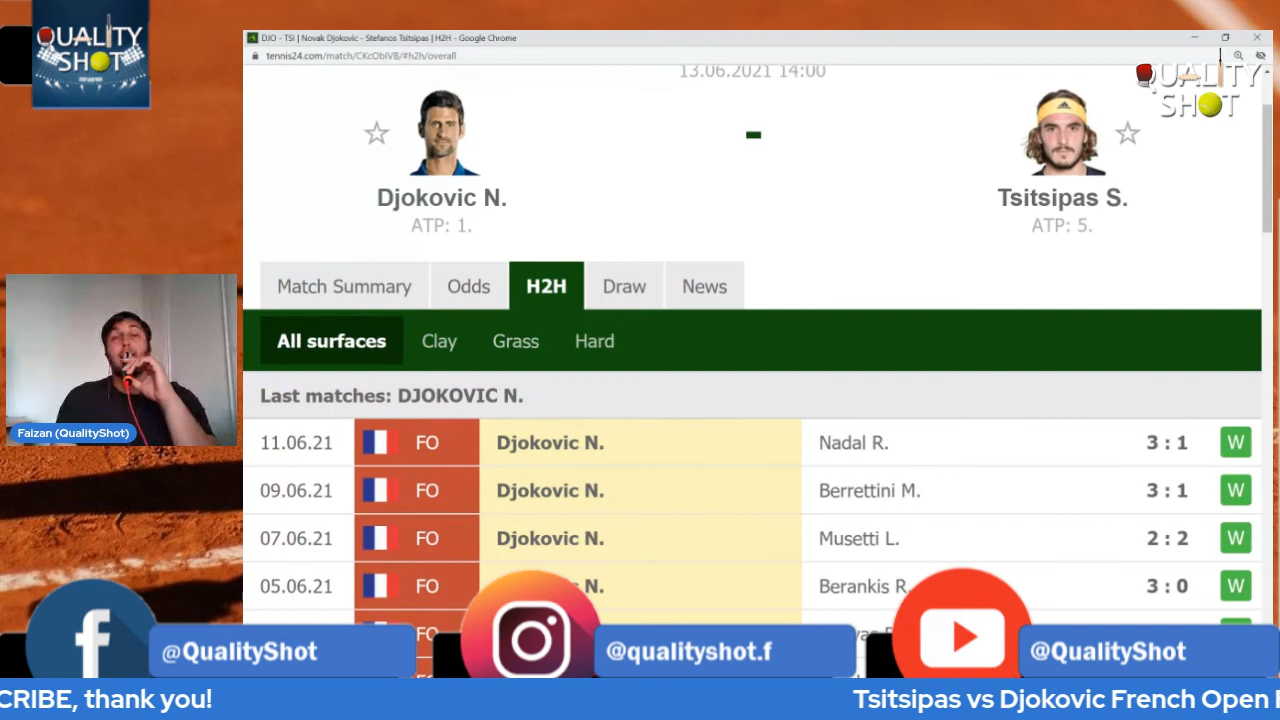 QUALITY
SHOT
DJO - TSI | Novak Djokovic - Stefanos Tsitsipas | H2H - Google Chrome
tennis24.com/match/CKcObIVB/#h2h/overall
13.06.2021 14:00
QUALITY
SHOT
-
Djokovic N.
ATP: 1.
Tsitsipas S.
ATP: 5.
Match Summary Odds H2H Draw News
All surfaces Clay Grass Hard
Last matches: DJOKOVIC N.
11.06.21 FO Djokovic N. Nadal R. 3 : 1 W
09.06.21 FO Djokovic N. Berrettini M. 3 : 1 W
07.06.21 FO Djokovic N. Musetti L. 2 : 2 W
05.06.21 FO N. Berankis R. 3 : 0 W
FO
Faizan (QualityShot)
@QualityShot
@qualityshot.f
@QualityShot
CRIBE, thank you!
Tsitsipas vs Djokovic French Open